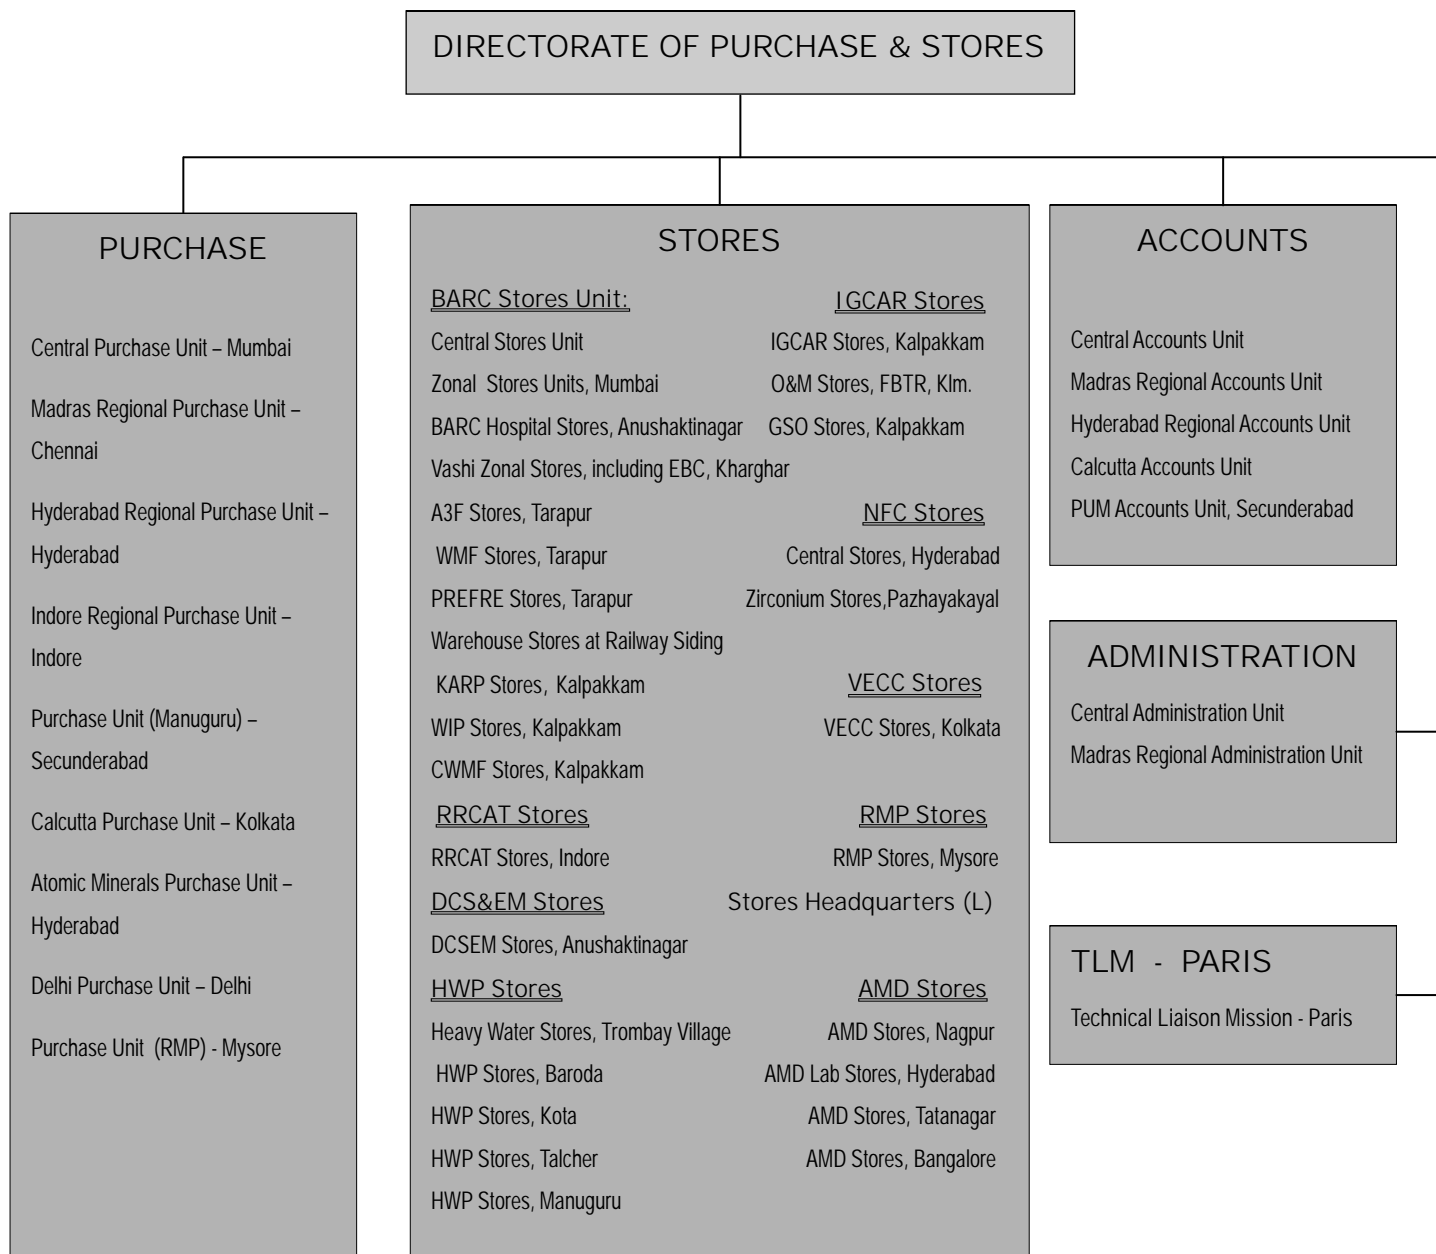 DIRECTORATE OF PURCHASE & STORES
PURCHASE
Central Purchase Unit – Mumbai
Madras Regional Purchase Unit –
Chennai
Hyderabad Regional Purchase Unit –
Hyderabad
Indore Regional Purchase Unit –
Indore
Purchase Unit (Manuguru) –
Secunderabad
Calcutta Purchase Unit – Kolkata
Atomic Minerals Purchase Unit –
Hyderabad
Delhi Purchase Unit – Delhi
Purchase Unit (RMP) - Mysore
STORES
BARC Stores Unit: IGCAR Stores
Central Stores Unit IGCAR Stores, Kalpakkam
Zonal Stores Units, Mumbai O&M Stores, FBTR, Klm.
BARC Hospital Stores, Anushaktinagar GSO Stores, Kalpakkam
Vashi Zonal Stores, including EBC, Kharghar
A3F Stores, Tarapur NFC Stores
WMF Stores, Tarapur Central Stores, Hyderabad
PREFRE Stores, Tarapur Zirconium Stores,Pazhayakayal
Warehouse Stores at Railway Siding
KARP Stores, Kalpakkam VECC Stores
WIP Stores, Kalpakkam VECC Stores, Kolkata
CWMF Stores, Kalpakkam
RRCAT Stores RMP Stores
RRCAT Stores, Indore RMP Stores, Mysore
DCS&EM Stores Stores Headquarters (L)
DCSEM Stores, Anushaktinagar
HWP Stores AMD Stores
Heavy Water Stores, Trombay Village AMD Stores, Nagpur
HWP Stores, Baroda AMD Lab Stores, Hyderabad
HWP Stores, Kota AMD Stores, Tatanagar
HWP Stores, Talcher AMD Stores, Bangalore
HWP Stores, Manuguru
ACCOUNTS
Central Accounts Unit
Madras Regional Accounts Unit
Hyderabad Regional Accounts Unit
Calcutta Accounts Unit
PUM Accounts Unit, Secunderabad
ADMINISTRATION
Central Administration Unit
Madras Regional Administration Unit
TLM - PARIS
Technical Liaison Mission - Paris